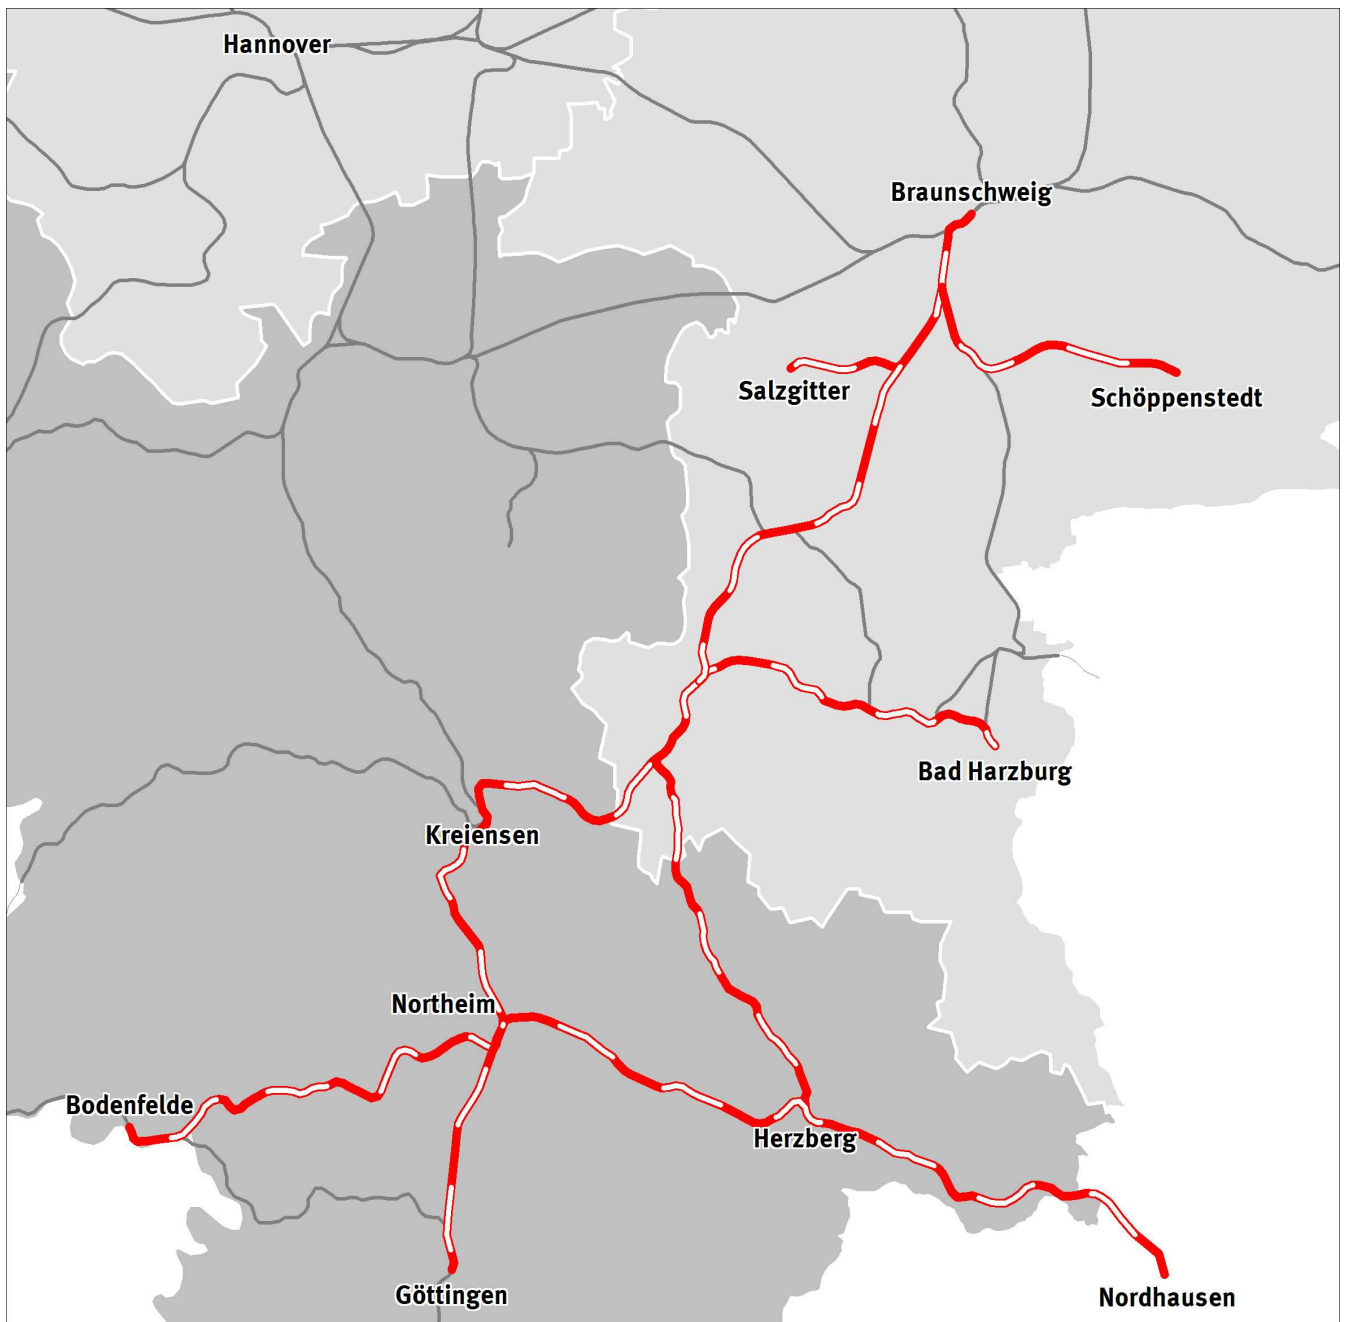 Hannover
Braunschweig
Salzgitter
Schöppenstedt
Bad Harzburg
Kreiensen
Northeim
Bodenfelde
Herzberg
Göttingen
Nordhausen